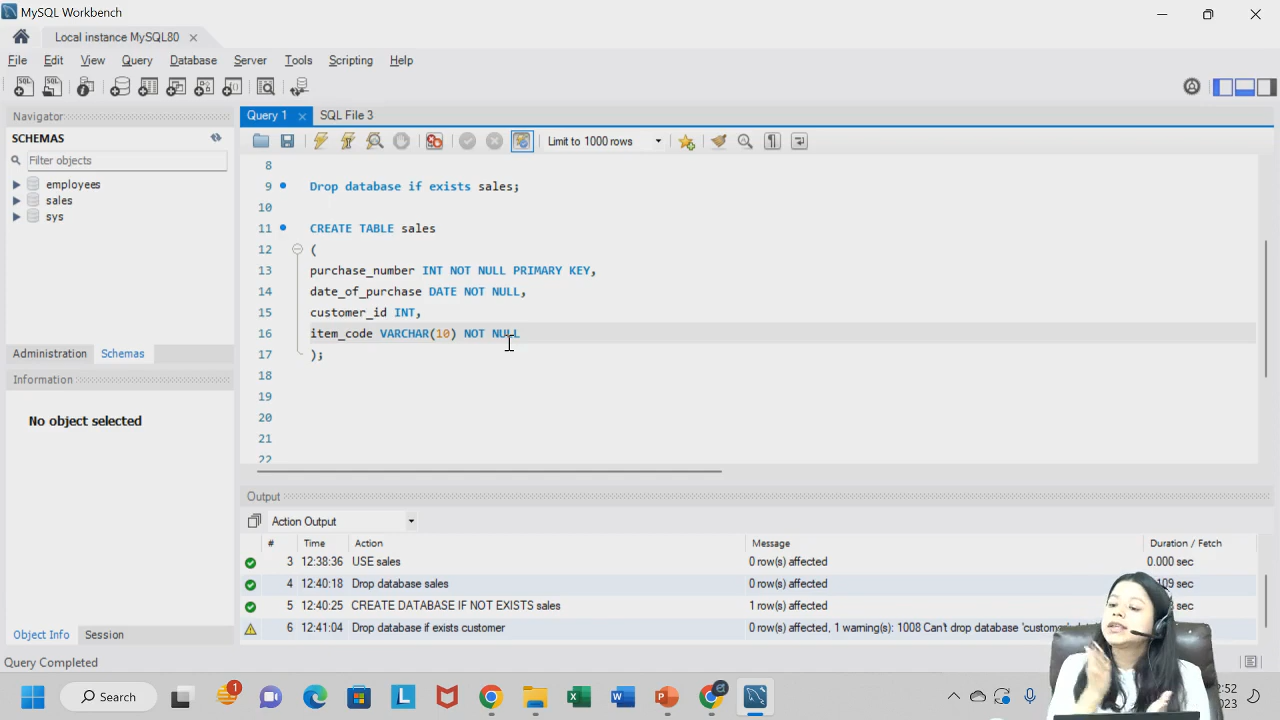 MySQL Workbench
Local instance MySQL80
File Edit View Query Database Server Tools Scripting Help
Navigator
SCHEMAS
Filter objects
employees
sales
sys
Administration Schemas
Information
No object selected
Object Info Session
Query Completed
Query 1 SQL File 3
Limit to 1000 rows
8
9 Drop database if exists sales;
10
11 CREATE TABLE sales
12 (
13 purchase_number INT NOT NULL PRIMARY KEY,
14 date_of_purchase DATE NOT NULL,
15 customer_id INT,
16 item_code VARCHAR(10) NOT NULL
17 );
18
19
20
21
22
Output
Action Output
# Time Action Message Duration / Fetch
3 12:38:36 USE sales 0 row(s) affected 0.000 sec
4 12:40:18 Drop database sales 0 row(s) affected 109 sec
5 12:40:25 CREATE DATABASE IF NOT EXISTS sales 1 row(s) affected sec
6 12:41:04 Drop database if exists customer 0 row(s) affected, 1 warning(s): 1008 Can't drop database
Search
1